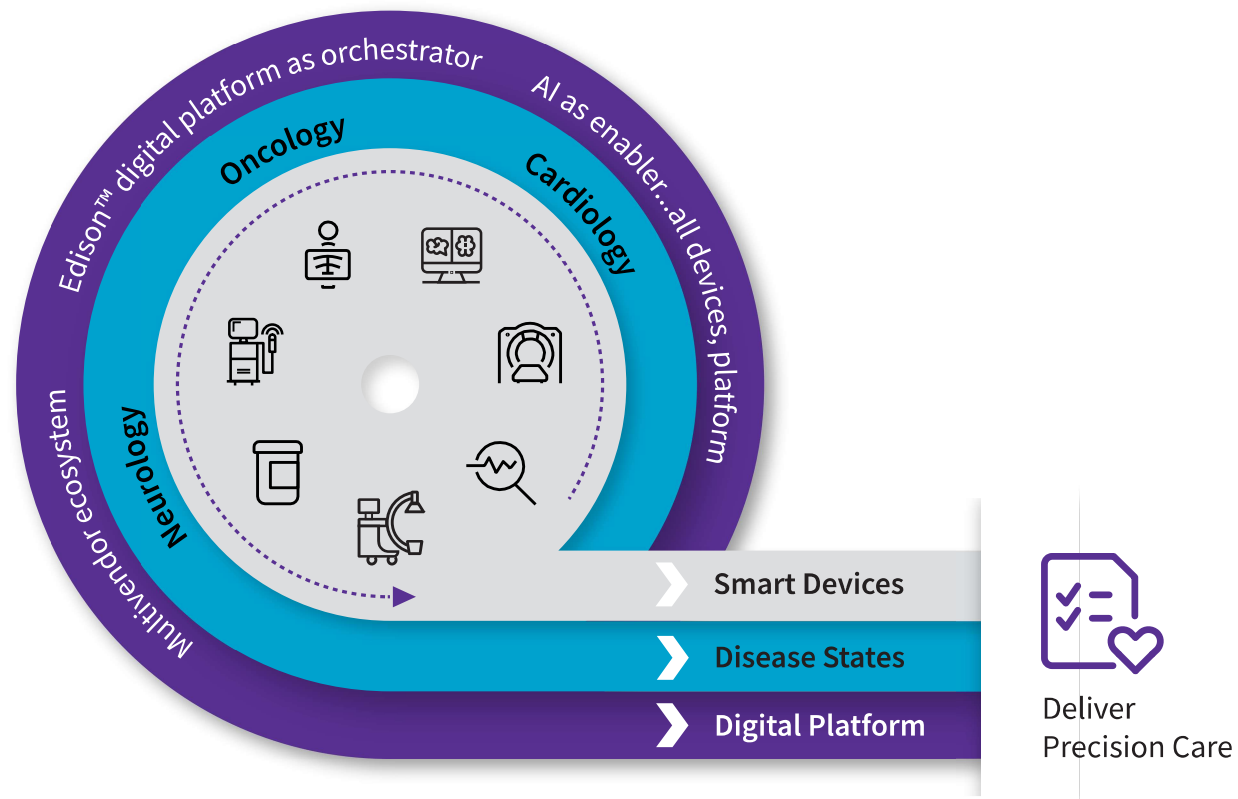 Edison™ digital platform as orchestrator
AI as enabler...all devices, platform
Multivendor ecosystem
Oncology
Cardiology
Neurology
Smart Devices
Disease States
Digital Platform
Deliver
Precision Care